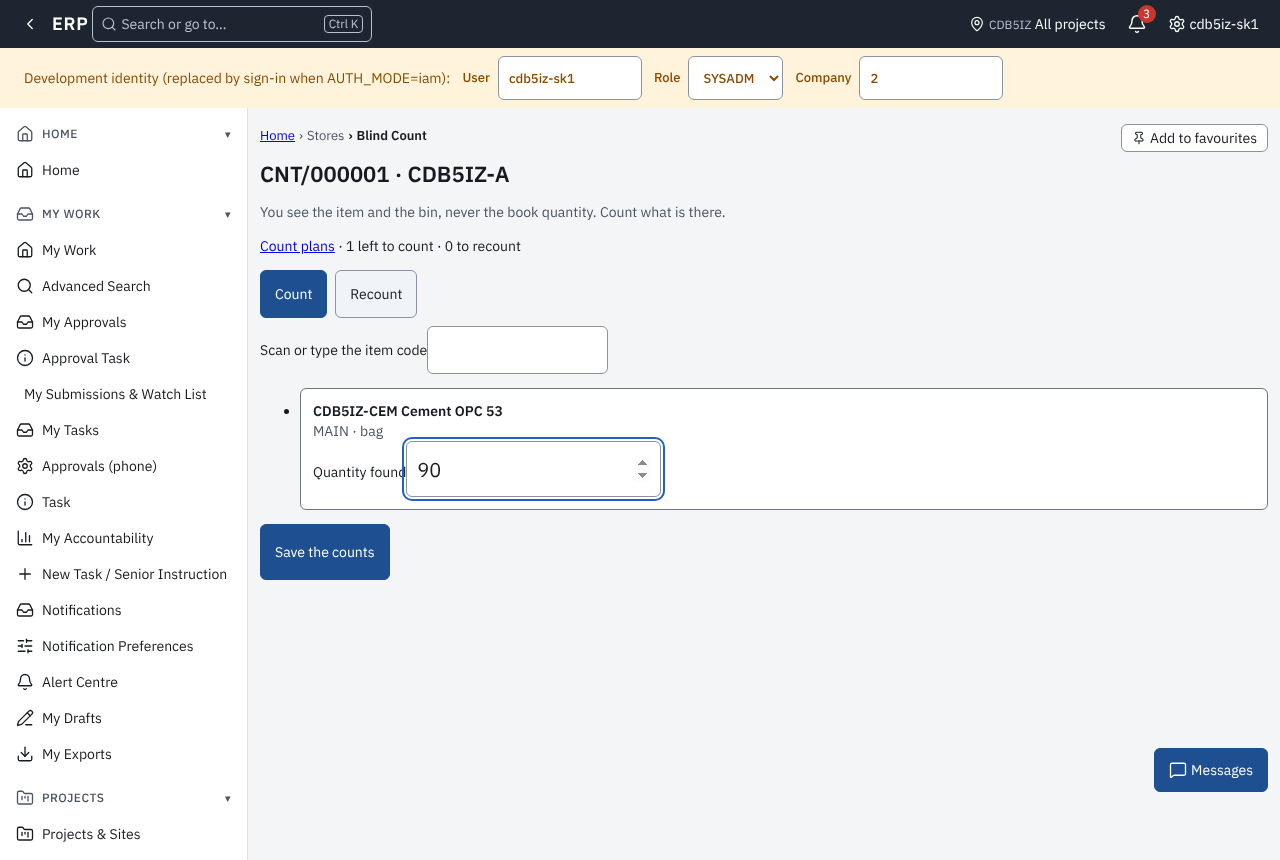 ERP
Search or go to... Ctrl K
CDB5IZ All projects
3
cdb5iz-sk1
Development identity (replaced by sign-in when AUTH_MODE=iam): User cdb5iz-sk1 Role SYSADM Company 2
HOME
Home
MY WORK
My Work
Advanced Search
My Approvals
Approval Task
My Submissions & Watch List
My Tasks
Approvals (phone)
Task
My Accountability
New Task / Senior Instruction
Notifications
Notification Preferences
Alert Centre
My Drafts
My Exports
PROJECTS
Projects & Sites
Home › Stores › Blind Count
Add to favourites
CNT/000001 · CDB5IZ-A
You see the item and the bin, never the book quantity. Count what is there.
Count plans · 1 left to count · 0 to recount
Count Recount
Scan or type the item code
CDB5IZ-CEM Cement OPC 53
MAIN · bag
Quantity found 90
Save the counts
Messages